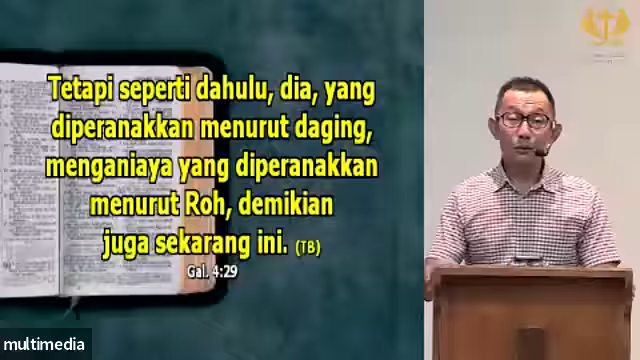 Tetapi seperti dahulu, dia, yang
diperanakkan menurut daging,
menganiaya yang diperanakkan
menurut Roh, demikian
juga sekarang ini. (TB)
Gal. 4:29
multimedia